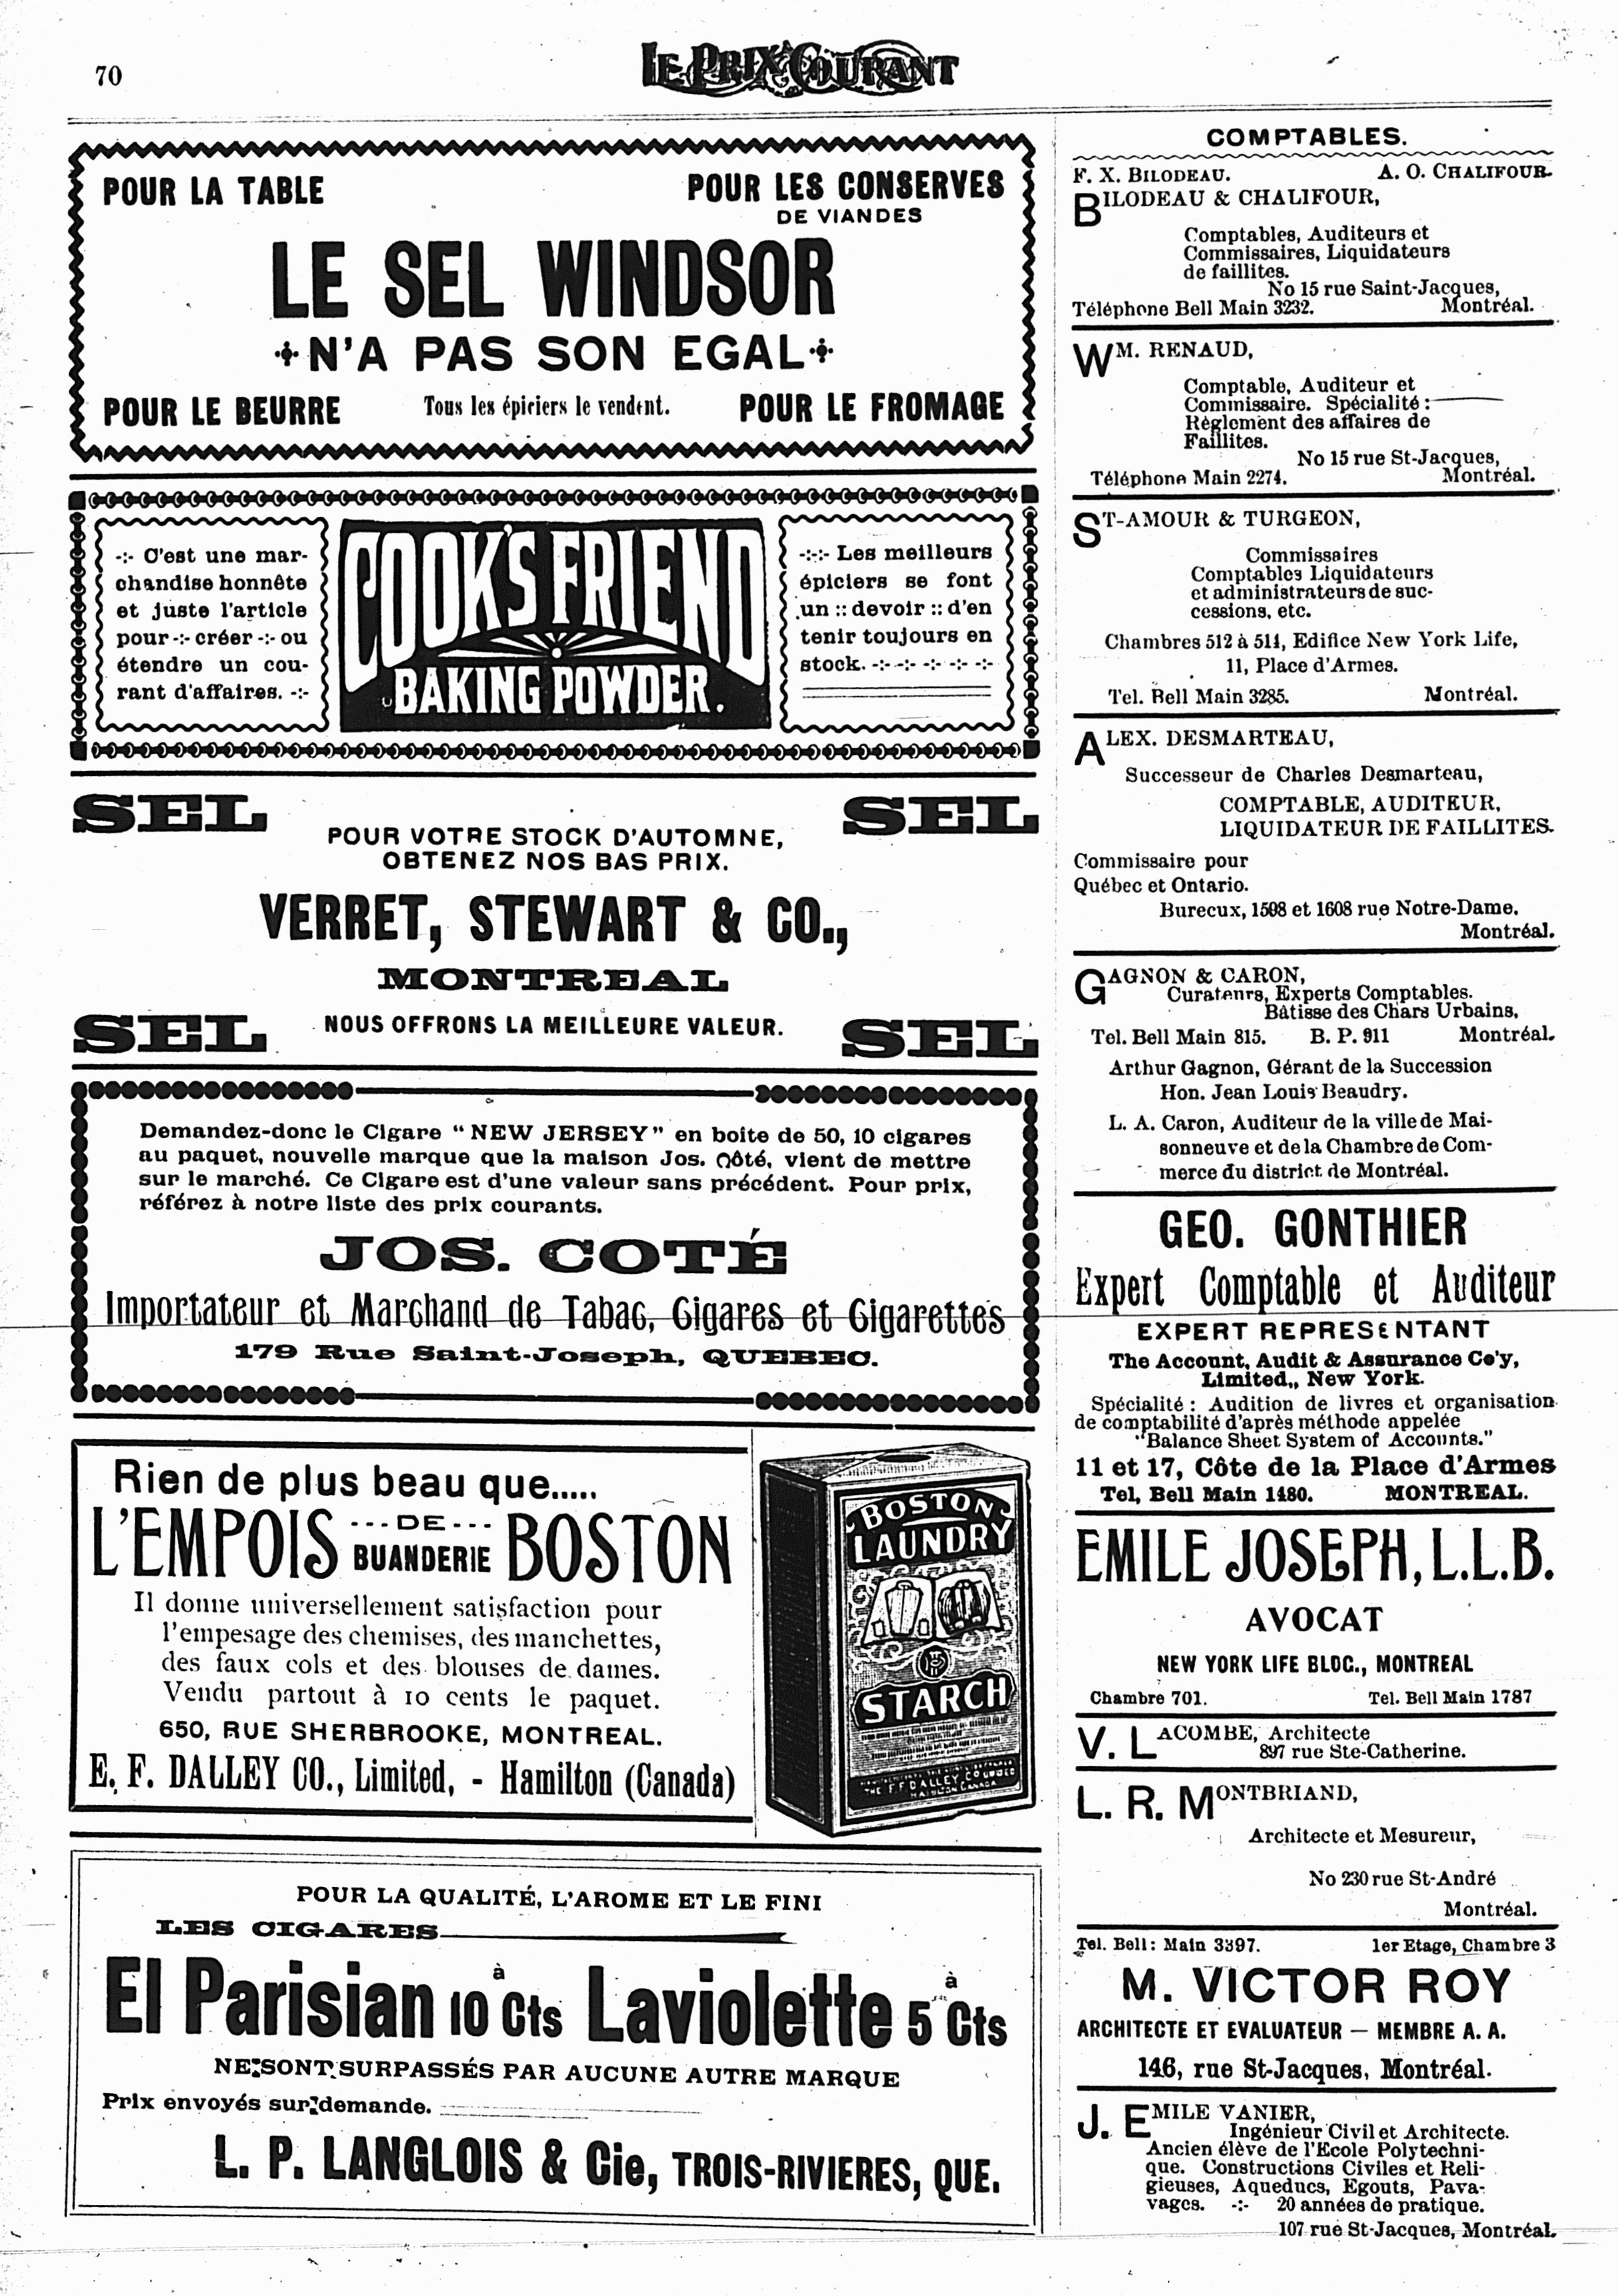 70
LE PRIX COURANT
POUR LA TABLE
POUR LES CONSERVES
DE VIANDES
LE SEL WINDSOR
N'A PAS SON EGAL
POUR LE BEURRE
Tous les épiciers le vendent.
POUR LE FROMAGE
-:- C'est une mar-
chandise honnête
et juste l'article
pour -:- créer -:- ou
étendre un cou-
rant d'affaires. -:-
COOK'S FRIEND
BAKING POWDER.
-:-:- Les meilleurs
épiciers se font
un :: devoir :: d'en
tenir toujours en
stock. -:- -:- -:- -:- -:-
SEL
SEL
POUR VOTRE STOCK D'AUTOMNE,
OBTENEZ NOS BAS PRIX.
VERRET, STEWART & CO.,
MONTREAL
SEL
NOUS OFFRONS LA MEILLEURE VALEUR.
SEL
Demandez-donc le Cigare "NEW JERSEY" en boite de 50, 10 cigares
au paquet, nouvelle marque que la maison Jos. Côté, vient de mettre
sur le marché. Ce Cigare est d'une valeur sans précédent. Pour prix,
référez à notre liste des prix courants.
JOS. COTÉ
Importateur et Marchand de Tabac, Cigares et Cigarettes
179 Rue Saint-Joseph, QUEBEC.
Rien de plus beau que.....
L'EMPOIS ---DE--- BUANDERIE BOSTON
Il donne universellement satisfaction pour
l'empesage des chemises, des manchettes,
des faux cols et des blouses de dames.
Vendu partout à 10 cents le paquet.
650, RUE SHERBROOKE, MONTREAL.
E. F. DALLEY CO., Limited, - Hamilton (Canada)
BOSTON
LAUNDRY
STARCH
THE F.F. DALLEY CO LIMITED
HAMILTON CANADA
POUR LA QUALITÉ, L'AROME ET LE FINI
LES CIGARES
El Parisian à 10 Cts Laviolette à 5 Cts
NE SONT SURPASSÉS PAR AUCUNE AUTRE MARQUE
Prix envoyés sur demande.
L. P. LANGLOIS & Cie, TROIS-RIVIERES, QUE.
COMPTABLES.
F. X. BILODEAU. A. O. CHALIFOUR.
BILODEAU & CHALIFOUR,
Comptables, Auditeurs et
Commissaires, Liquidateurs
de faillites.
No 15 rue Saint-Jacques,
Téléphone Bell Main 3232. Montréal.
WM. RENAUD,
Comptable, Auditeur et
Commissaire. Spécialité :
Règlement des affaires de
Faillites.
No 15 rue St-Jacques,
Téléphone Main 2274. Montréal.
ST-AMOUR & TURGEON,
Commissaires
Comptables Liquidateurs
et administrateurs de suc-
cessions, etc.
Chambres 512 à 511, Edifice New York Life,
11, Place d'Armes.
Tel. Bell Main 3285. Montréal.
ALEX. DESMARTEAU,
Successeur de Charles Desmarteau,
COMPTABLE, AUDITEUR,
LIQUIDATEUR DE FAILLITES.
Commissaire pour
Québec et Ontario.
Burecux, 1598 et 1608 rue Notre-Dame,
Montréal.
GAGNON & CARON,
Curateurs, Experts Comptables.
Bâtisse des Chars Urbains,
Tel. Bell Main 815. B. P. 911 Montréal.
Arthur Gagnon, Gérant de la Succession
Hon. Jean Louis Beaudry.
L. A. Caron, Auditeur de la ville de Mai-
sonneuve et de la Chambre de Com-
merce du district de Montréal.
GEO. GONTHIER
Expert Comptable et Auditeur
EXPERT REPRESENTANT
The Account, Audit & Assurance Co'y,
Limited,, New York.
Spécialité : Audition de livres et organisation
de comptabilité d'après méthode appelée
"Balance Sheet System of Accounts."
11 et 17, Côte de la Place d'Armes
Tel, Bell Main 1480. MONTREAL.
EMILE JOSEPH, L.L.B.
AVOCAT
NEW YORK LIFE BLDC., MONTREAL
Chambre 701. Tel. Bell Main 1787
V. LACOMBE, Architecte
897 rue Ste-Catherine.
L. R. MONTBRIAND,
Architecte et Mesureur,
No 230 rue St-André
Montréal.
Tel. Bell: Main 3397. 1er Etage, Chambre 3
M. VICTOR ROY
ARCHITECTE ET EVALUATEUR — MEMBRE A. A.
146, rue St-Jacques, Montréal.
J. EMILE VANIER,
Ingénieur Civil et Architecte.
Ancien élève de l'Ecole Polytechni-
que. Constructions Civiles et Reli-
gieuses, Aqueducs, Egouts, Pava-
vages. -:- 20 années de pratique.
107 rue St-Jacques, Montréal.